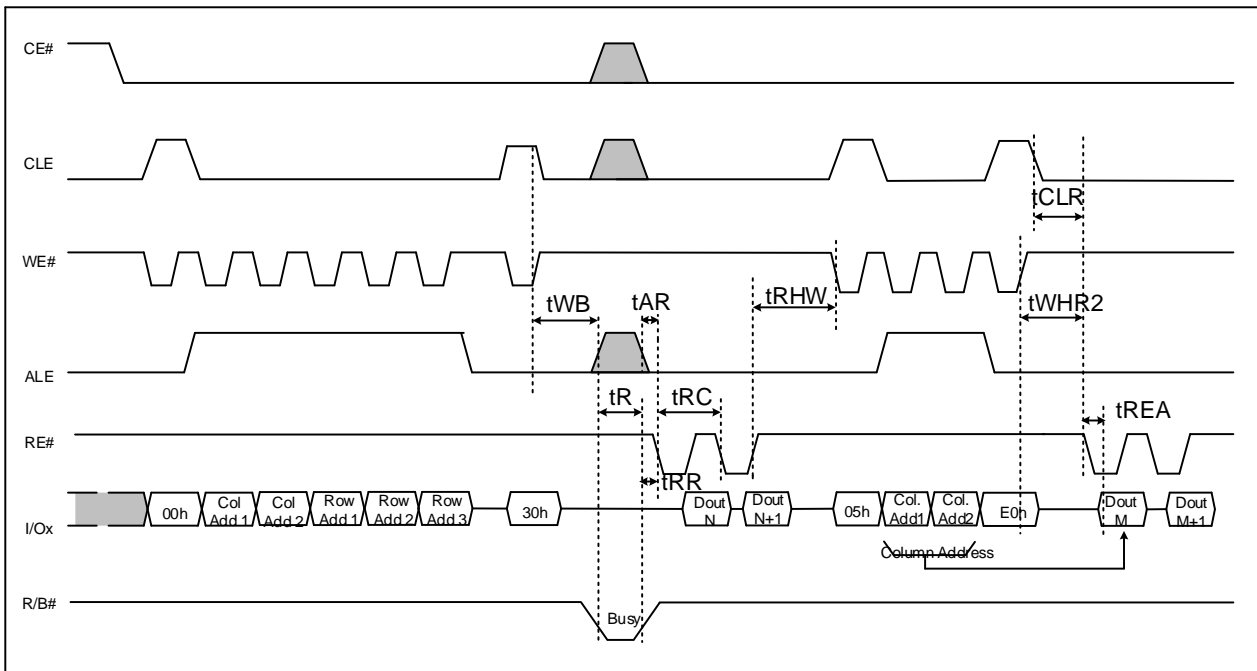 CE#
CLE
tCLR
WE#
tWB
tAR
tRHW
tWHR2
ALE
tR
tRC
tREA
RE#
tRR
I/Ox
00h
Col
Add 1
Col
Add 2
Row
Add 1
Row
Add 2
Row
Add 3
30h
Dout
N
Dout
N+1
05h
Col.
Add1
Col.
Add2
E0h
Dout
M
Dout
M+1
Column Address
R/B#
Busy